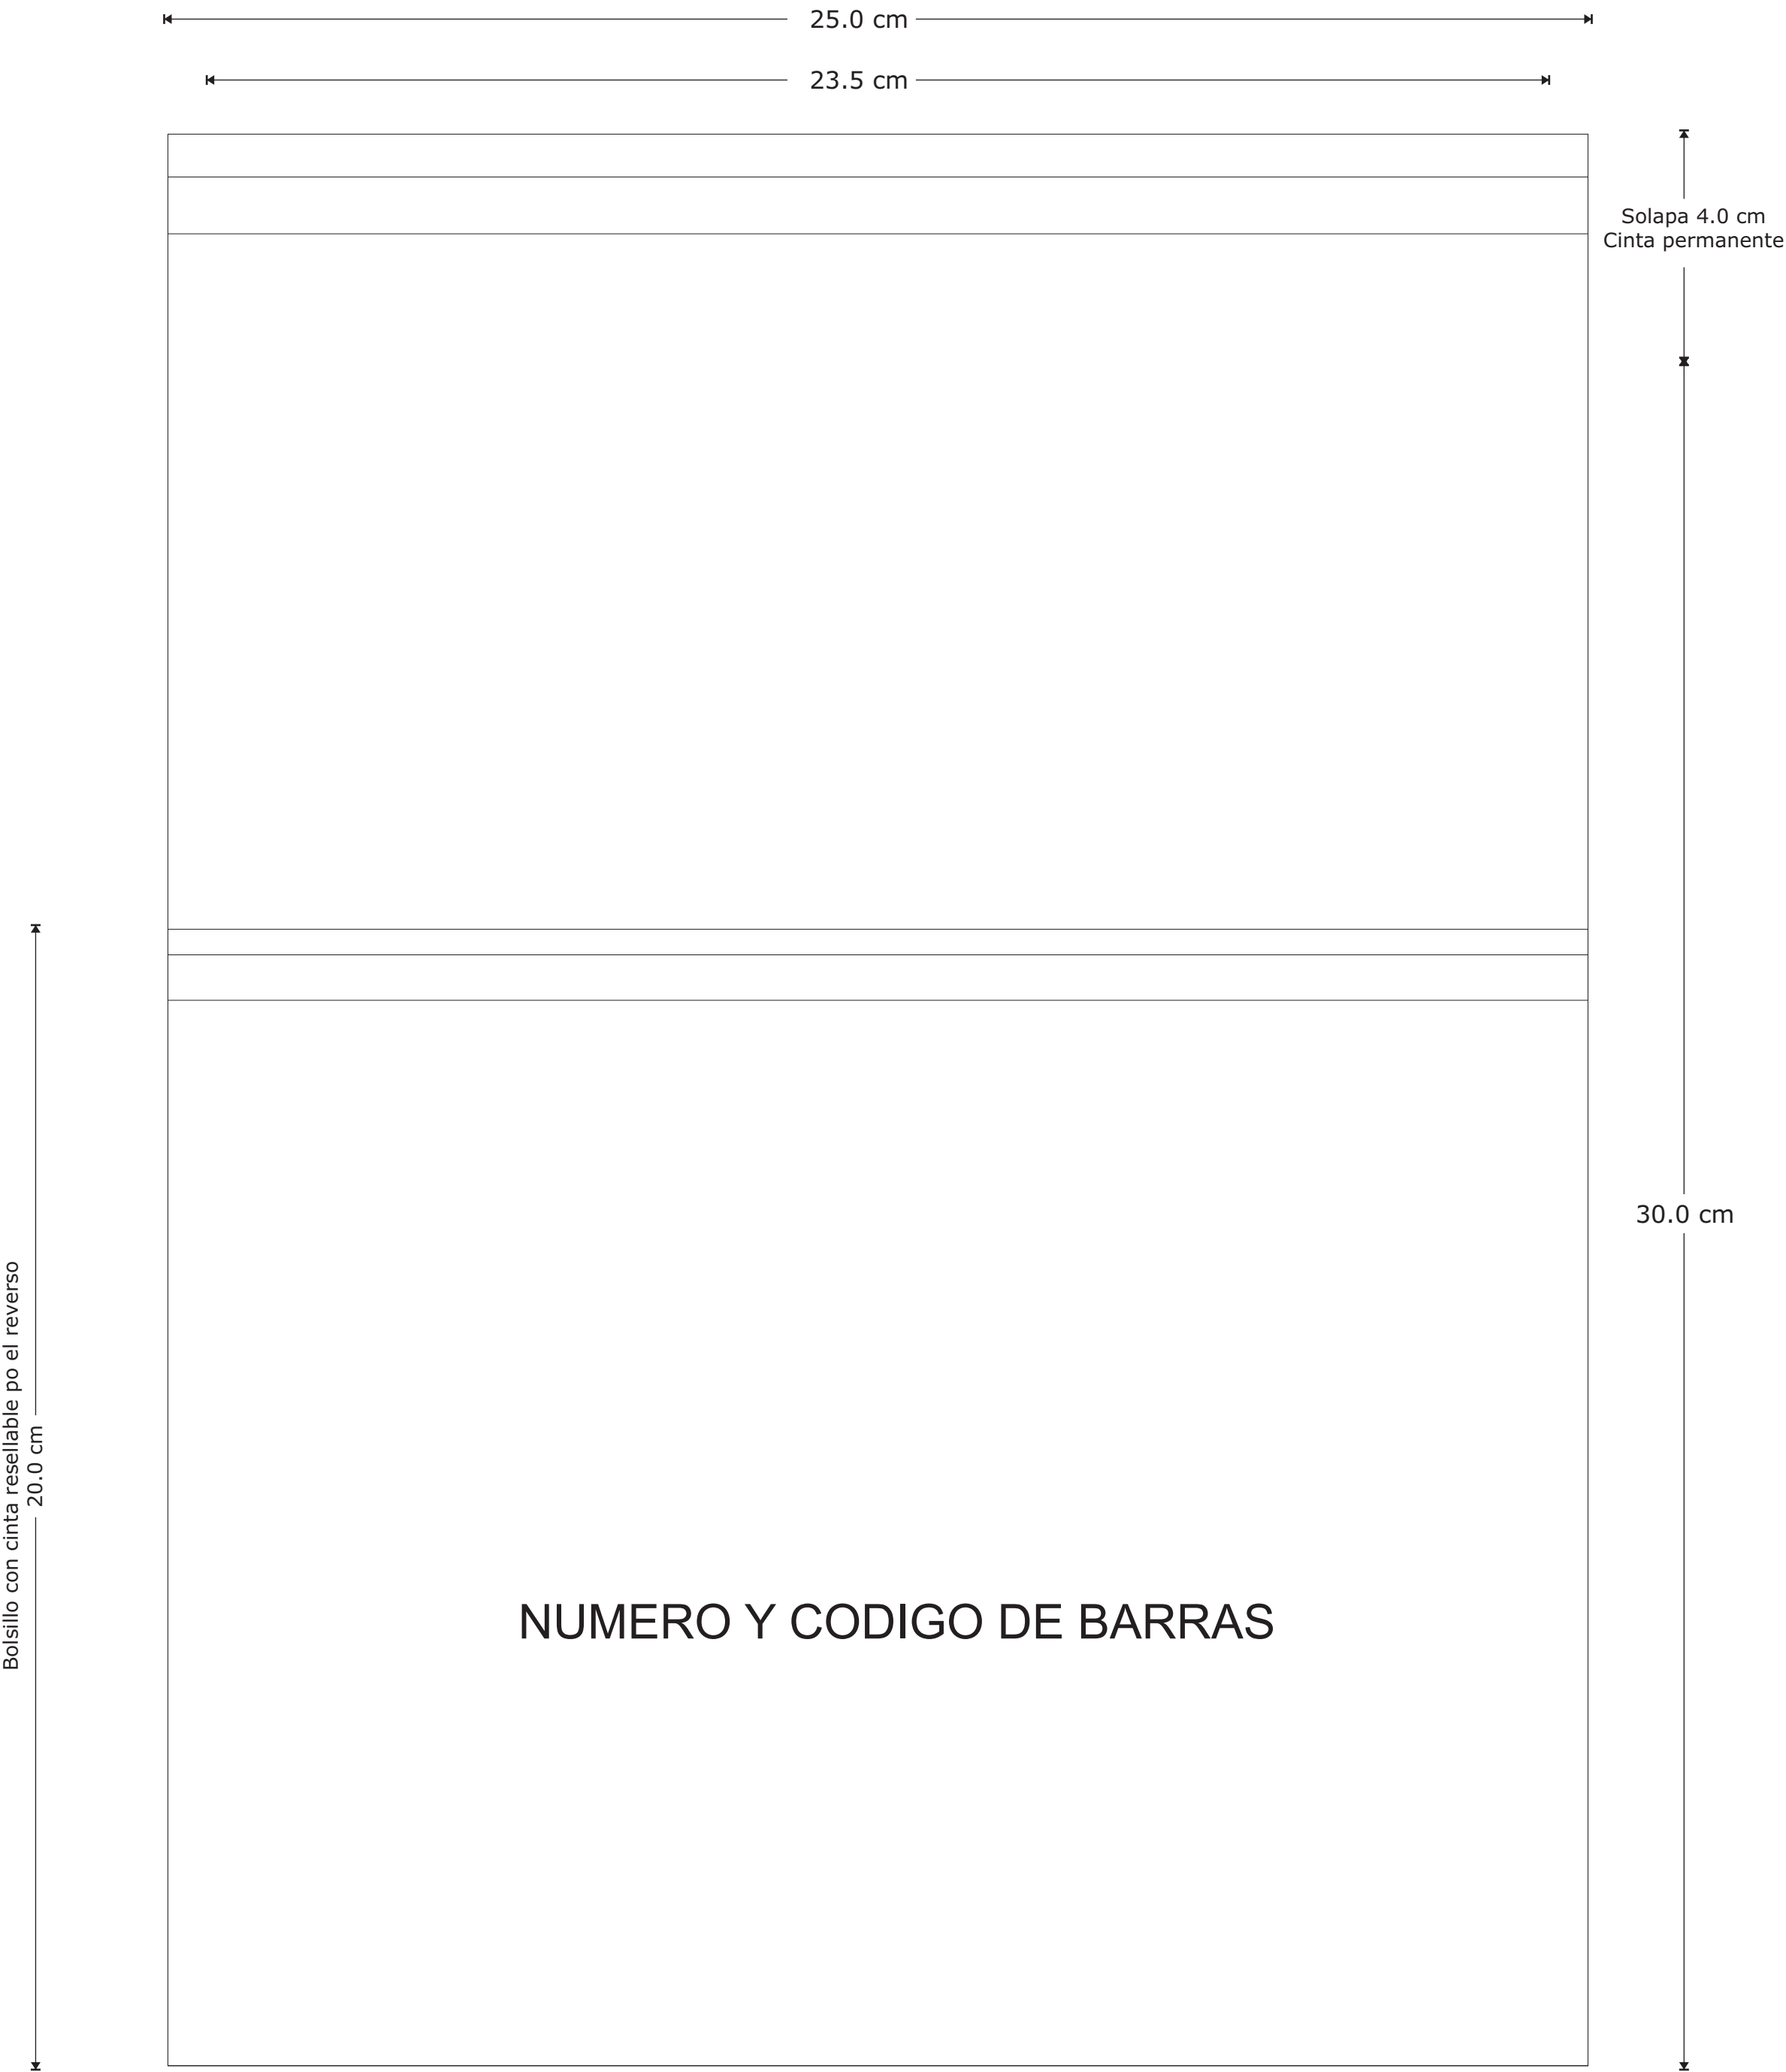 25.0 cm
23.5 cm
Solapa 4.0 cm
Cinta permanente
30.0 cm
Bolsillo con cinta resellable po el reverso
20.0 cm
NUMERO Y CODIGO DE BARRAS